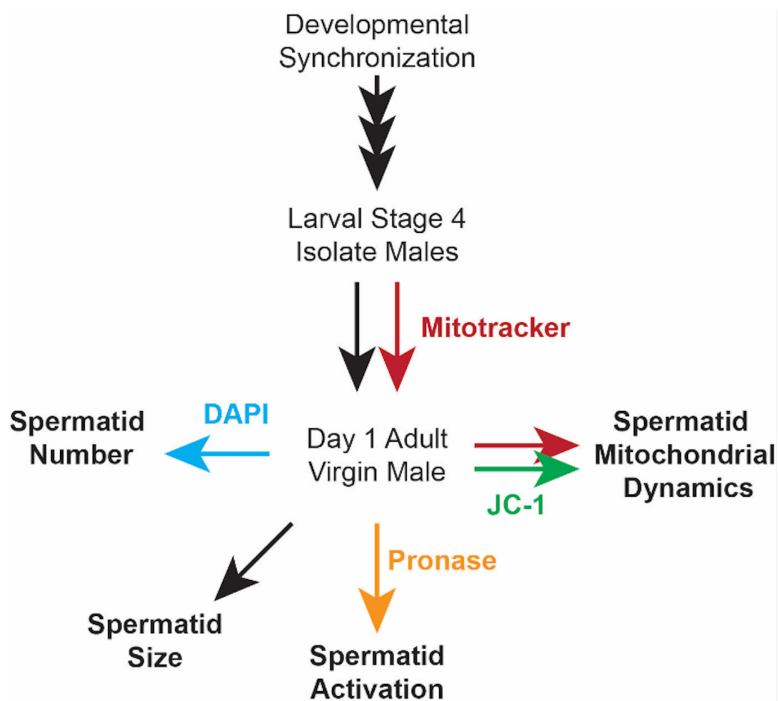 Developmental
Synchronization
Larval Stage 4
Isolate Males
Mitotracker
DAPI
Spermatid
Number
Day 1 Adult
Virgin Male
Spermatid
Mitochondrial
Dynamics
JC-1
Pronase
Spermatid
Size
Spermatid
Activation